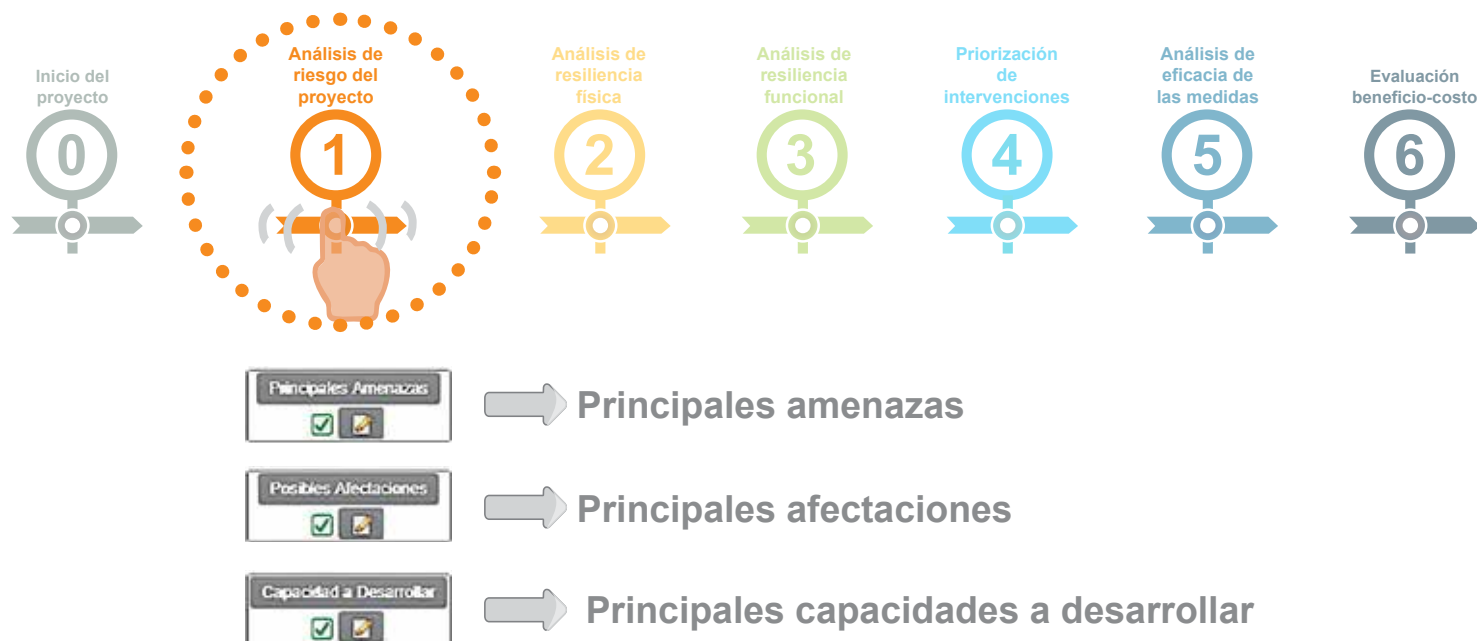 Inicio del
proyecto
0
Análisis de
riesgo del
proyecto
1
Análisis de
resiliencia
física
2
Análisis de
resiliencia
funcional
3
Priorización
de
intervenciones
4
Análisis de
eficacia de
las medidas
5
Evaluación
beneficio-costo
6
Principales Amenazas
Principales amenazas
Posibles Afectaciones
Principales afectaciones
Capacidad a Desarrollar
Principales capacidades a desarrollar